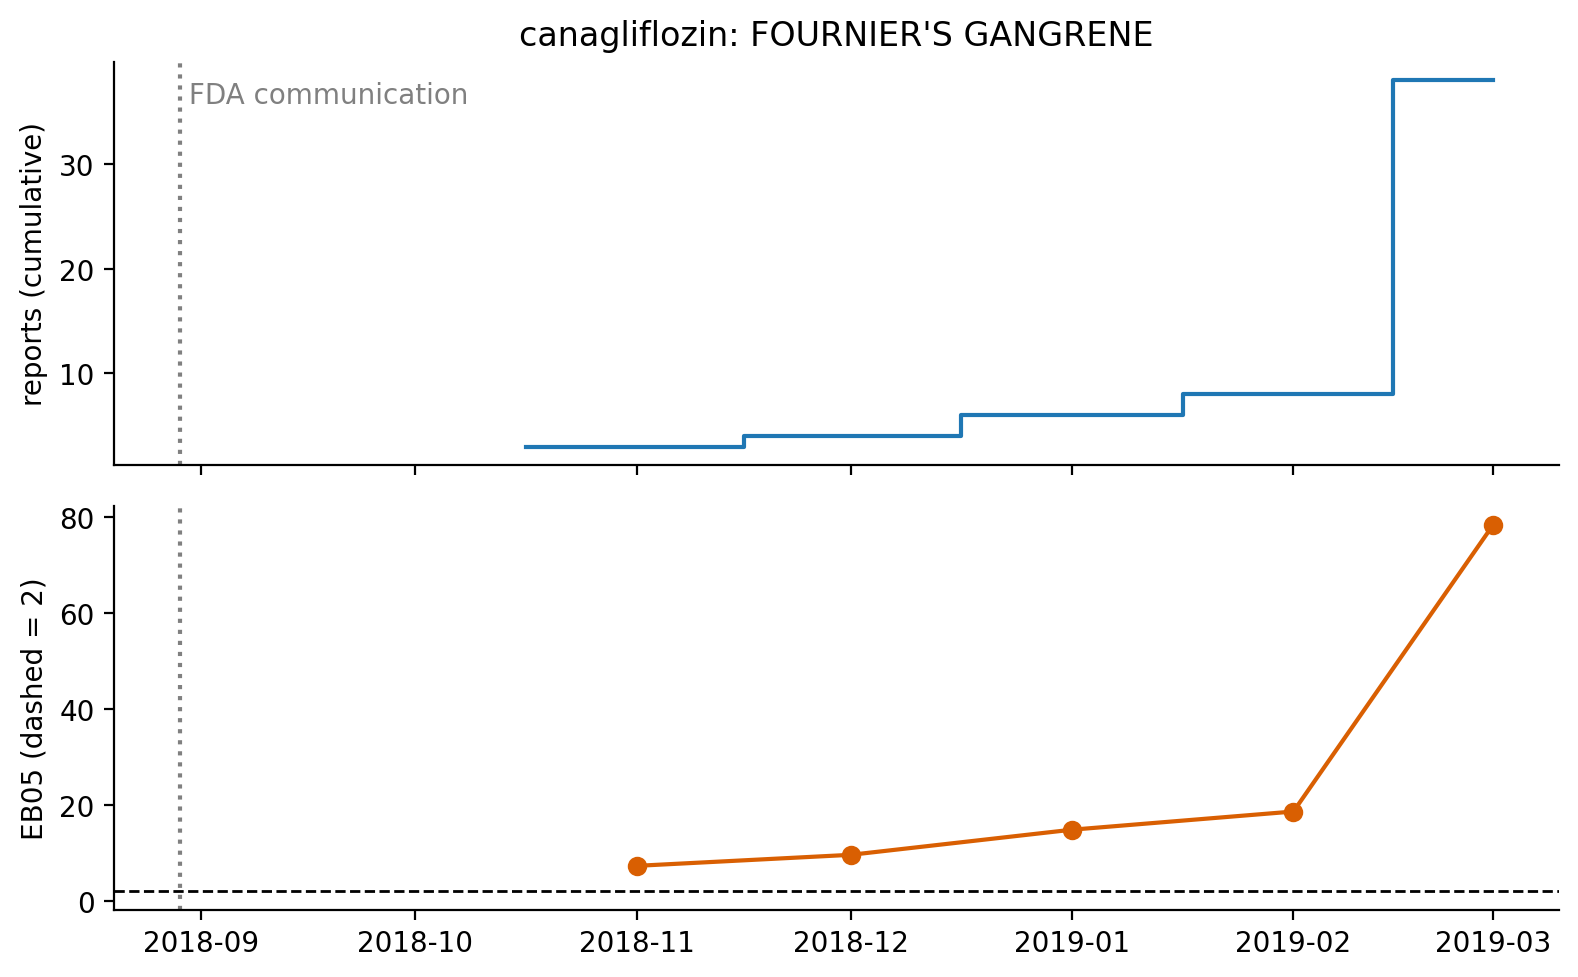 canagliflozin: FOURNIER'S GANGRENE
FDA communication
reports (cumulative)
30
20
10
EB05 (dashed = 2)
80
60
40
20
0
2018-09 2018-10 2018-11 2018-12 2019-01 2019-02 2019-03